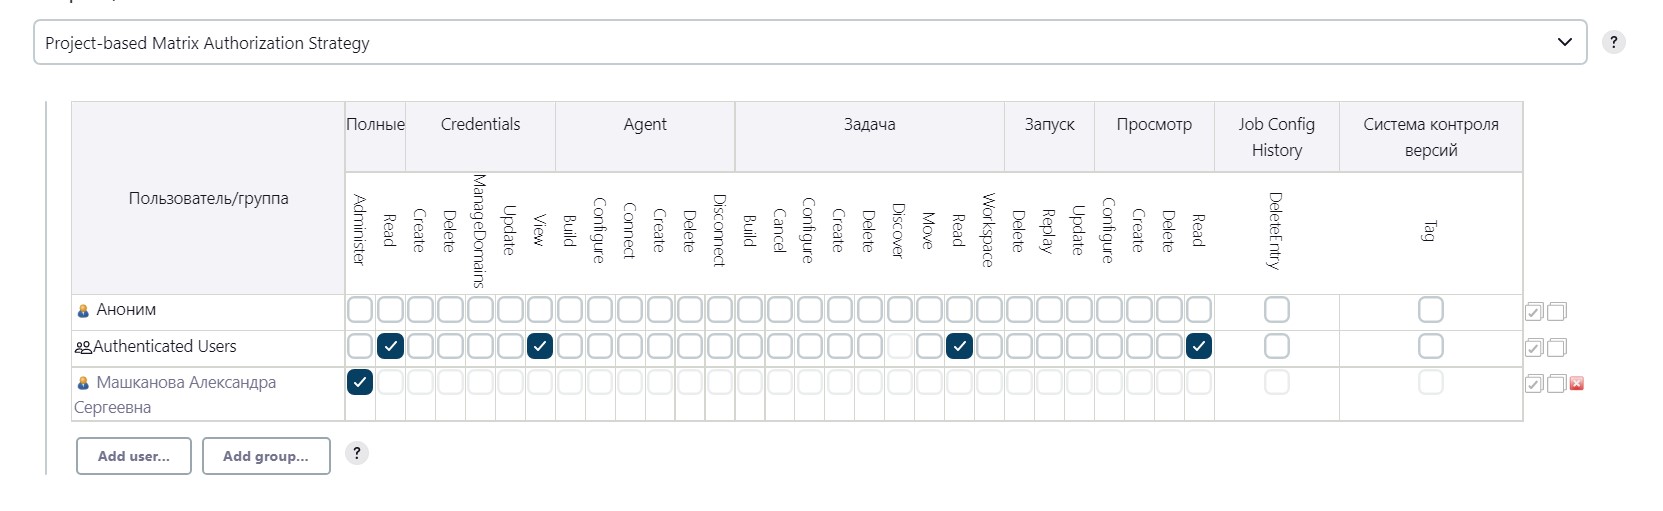 Project-based Matrix Authorization Strategy
?
Пользователь/группа
Полные
Credentials
Agent
Задача
Запуск
Просмотр
Job Config
History
Система контроля
версий
Administer
Read
Create
Delete
ManageDomains
Update
View
Build
Configure
Connect
Create
Delete
Disconnect
Build
Cancel
Configure
Create
Delete
Discover
Move
Read
Workspace
Delete
Replay
Update
Configure
Create
Delete
Read
DeleteEntry
Tag
Аноним
Authenticated Users
Машканова Александра
Сергеевна
Add user...
Add group...
?